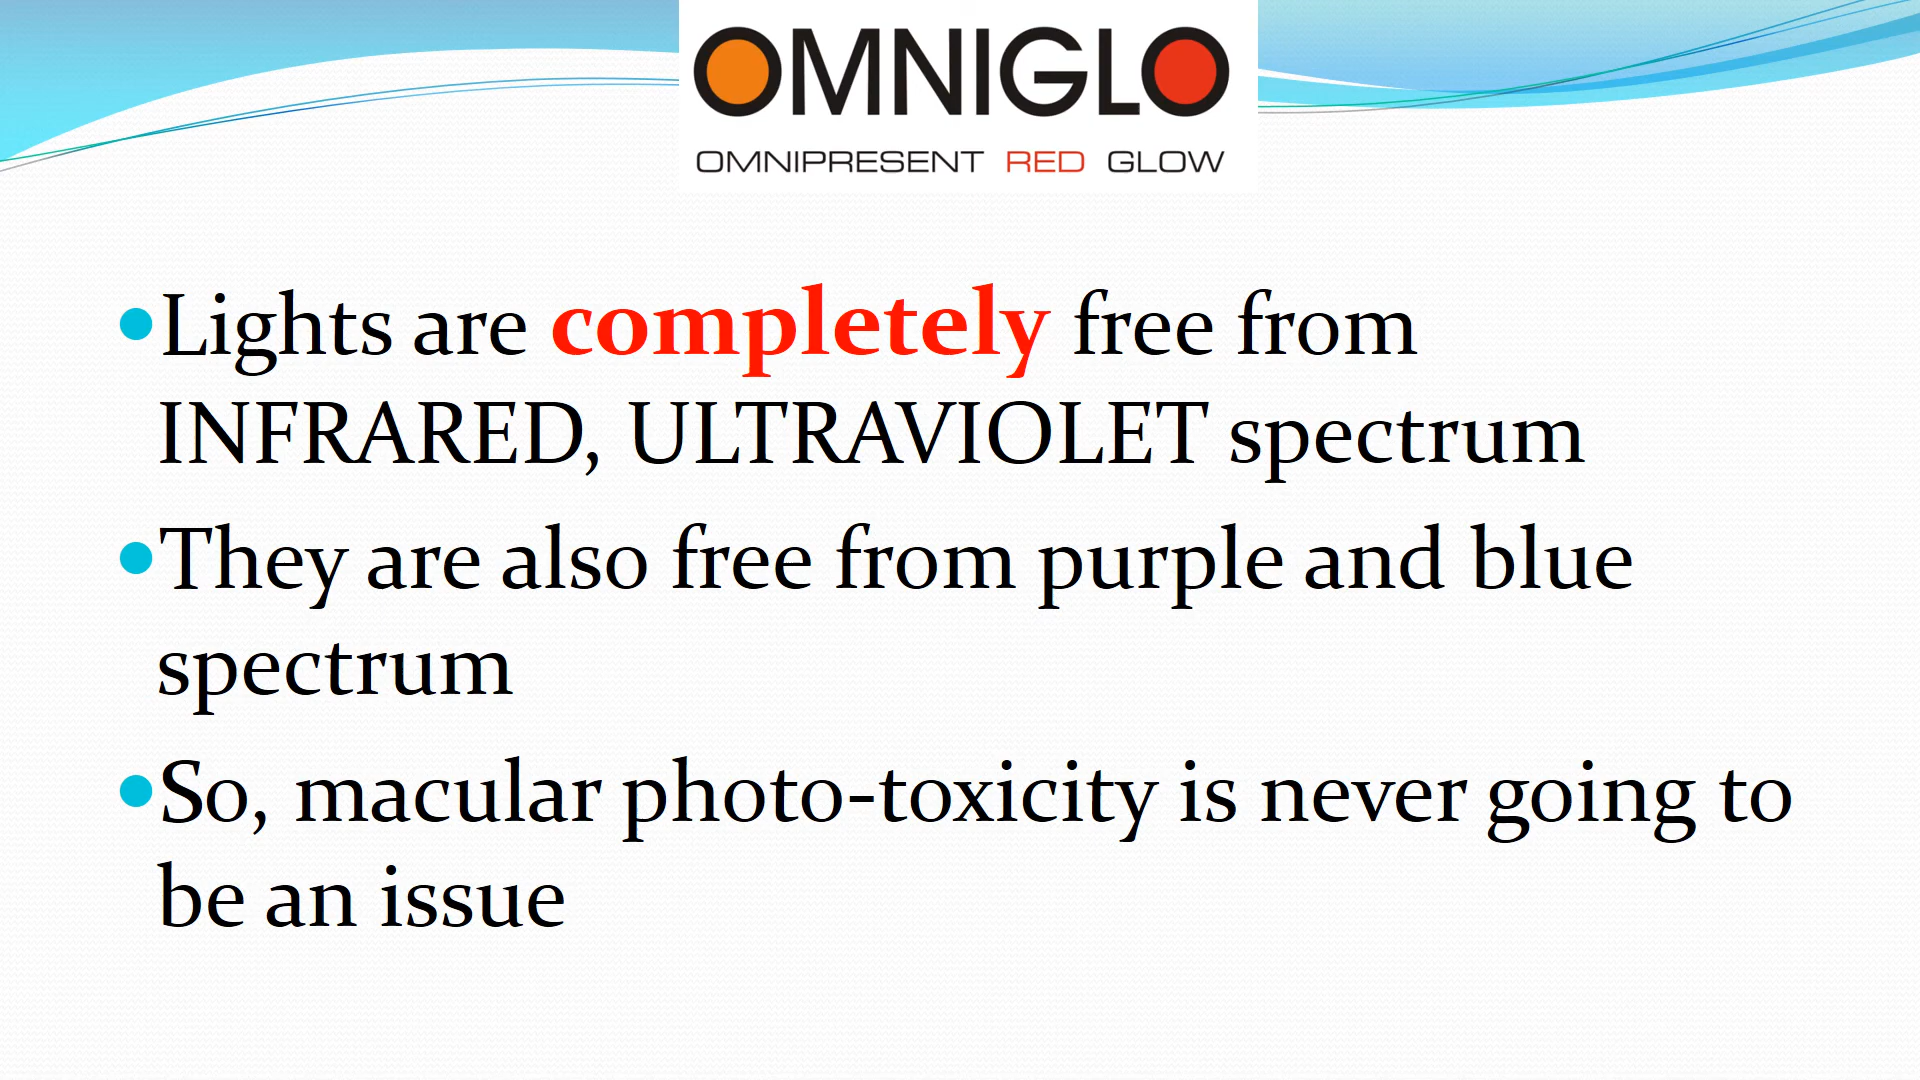 OMNIGLO
OMNIPRESENT RED GLOW
•Lights are completely free from
INFRARED, ULTRAVIOLET spectrum
•They are also free from purple and blue
spectrum
•So, macular photo-toxicity is never going to
be an issue